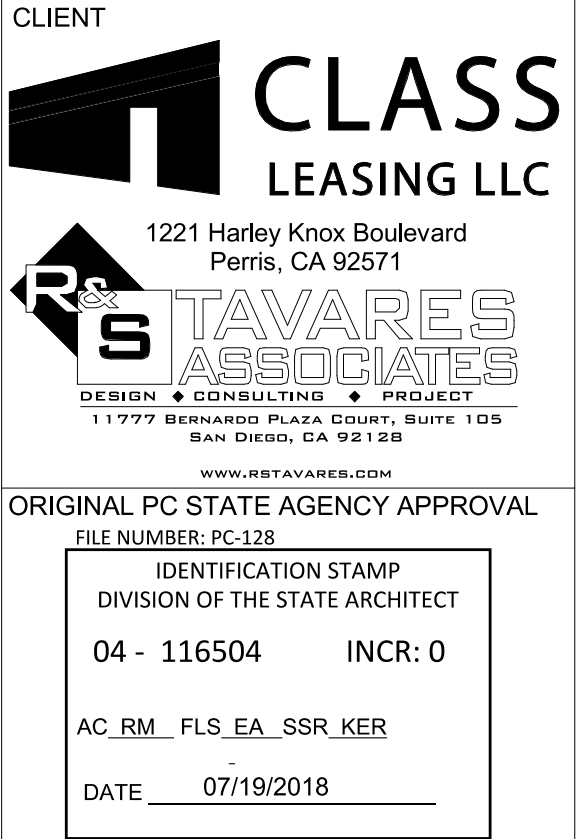 CLIENT
CLASS
LEASING LLC
1221 Harley Knox Boulevard
Perris, CA 92571
R&S
TAVARES
ASSOCIATES
DESIGN ◆ CONSULTING ◆ PROJECT
11777 BERNARDO PLAZA COURT, SUITE 105
SAN DIEGO, CA 92128
WWW.RSTAVARES.COM
ORIGINAL PC STATE AGENCY APPROVAL
FILE NUMBER: PC-128
IDENTIFICATION STAMP
DIVISION OF THE STATE ARCHITECT
04 - 116504 INCR: 0
AC RM FLS EA SSR KER
DATE 07/19/2018